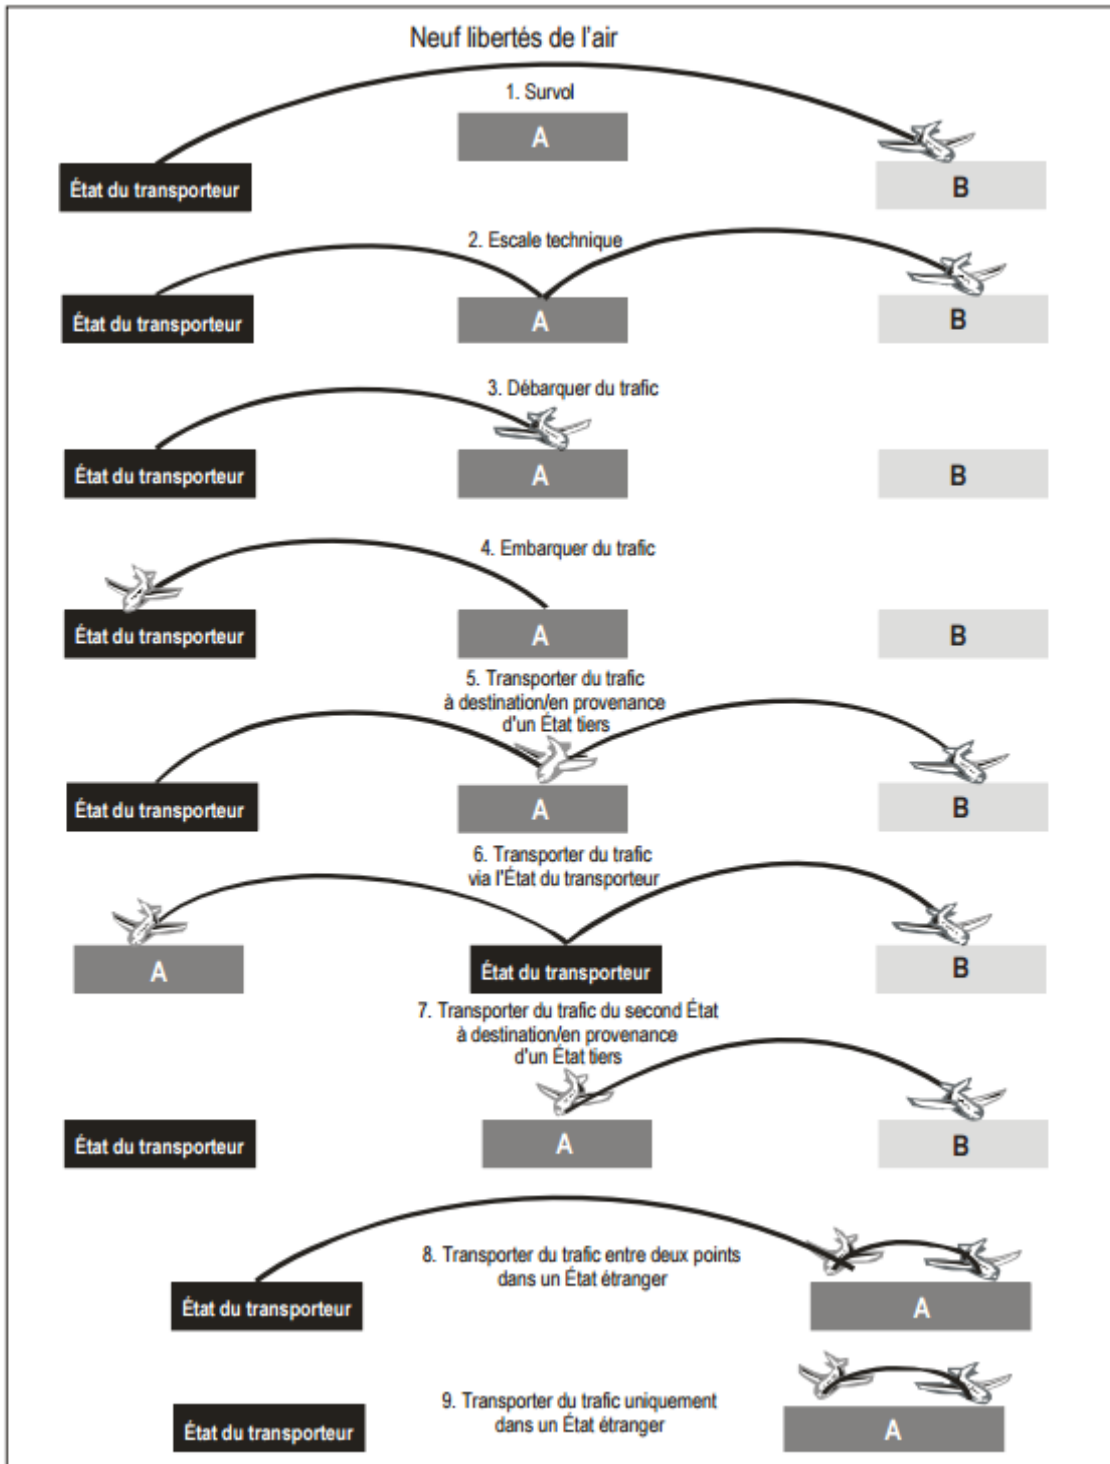 Neuf libertés de l'air
1. Survol
A
État du transporteur
B
2. Escale technique
État du transporteur
A
B
3. Débarquer du trafic
État du transporteur
A
B
4. Embarquer du trafic
État du transporteur
A
B
5. Transporter du trafic
à destination/en provenance
d'un État tiers
État du transporteur
A
B
6. Transporter du trafic
via l'État du transporteur
A
État du transporteur
B
7. Transporter du trafic du second État
à destination/en provenance
d'un État tiers
État du transporteur
A
B
8. Transporter du trafic entre deux points
dans un État étranger
État du transporteur
A
9. Transporter du trafic uniquement
dans un État étranger
État du transporteur
A